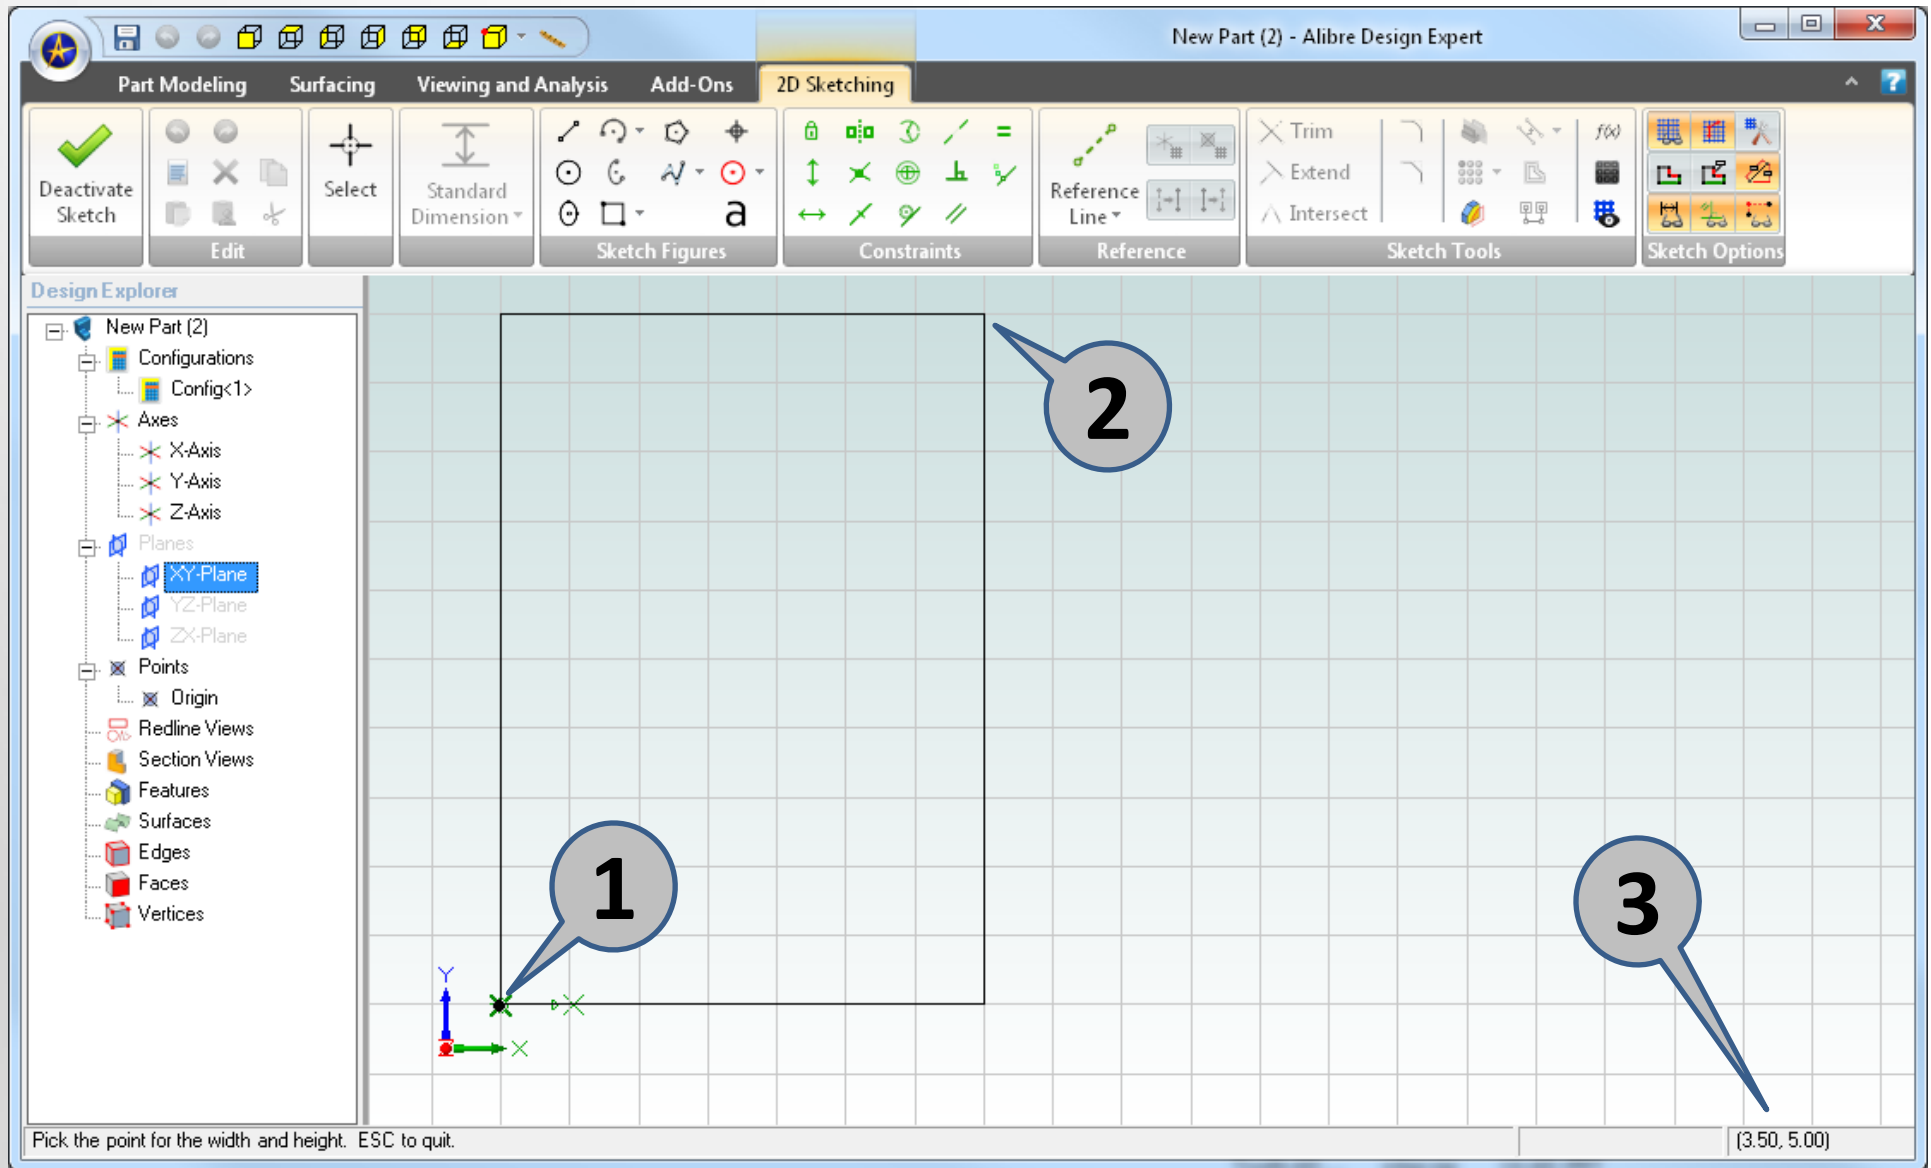 New Part (2) - Alibre Design Expert
Part Modeling
Surfacing
Viewing and Analysis
Add-Ons
2D Sketching
Deactivate
Sketch
Edit
Select
Standard
Dimension
a
Sketch Figures
Constraints
Reference
Line
Reference
Trim
Extend
Intersect
f(x)
Sketch Tools
Sketch Options
Design Explorer
New Part (2)
Configurations
Config<1>
Axes
X-Axis
Y-Axis
Z-Axis
Planes
XY-Plane
YZ-Plane
ZX-Plane
Points
Origin
Redline Views
Section Views
Features
Surfaces
Edges
Faces
Vertices
2
1
3
Y
X
Pick the point for the width and height. ESC to quit.
(3.50, 5.00)